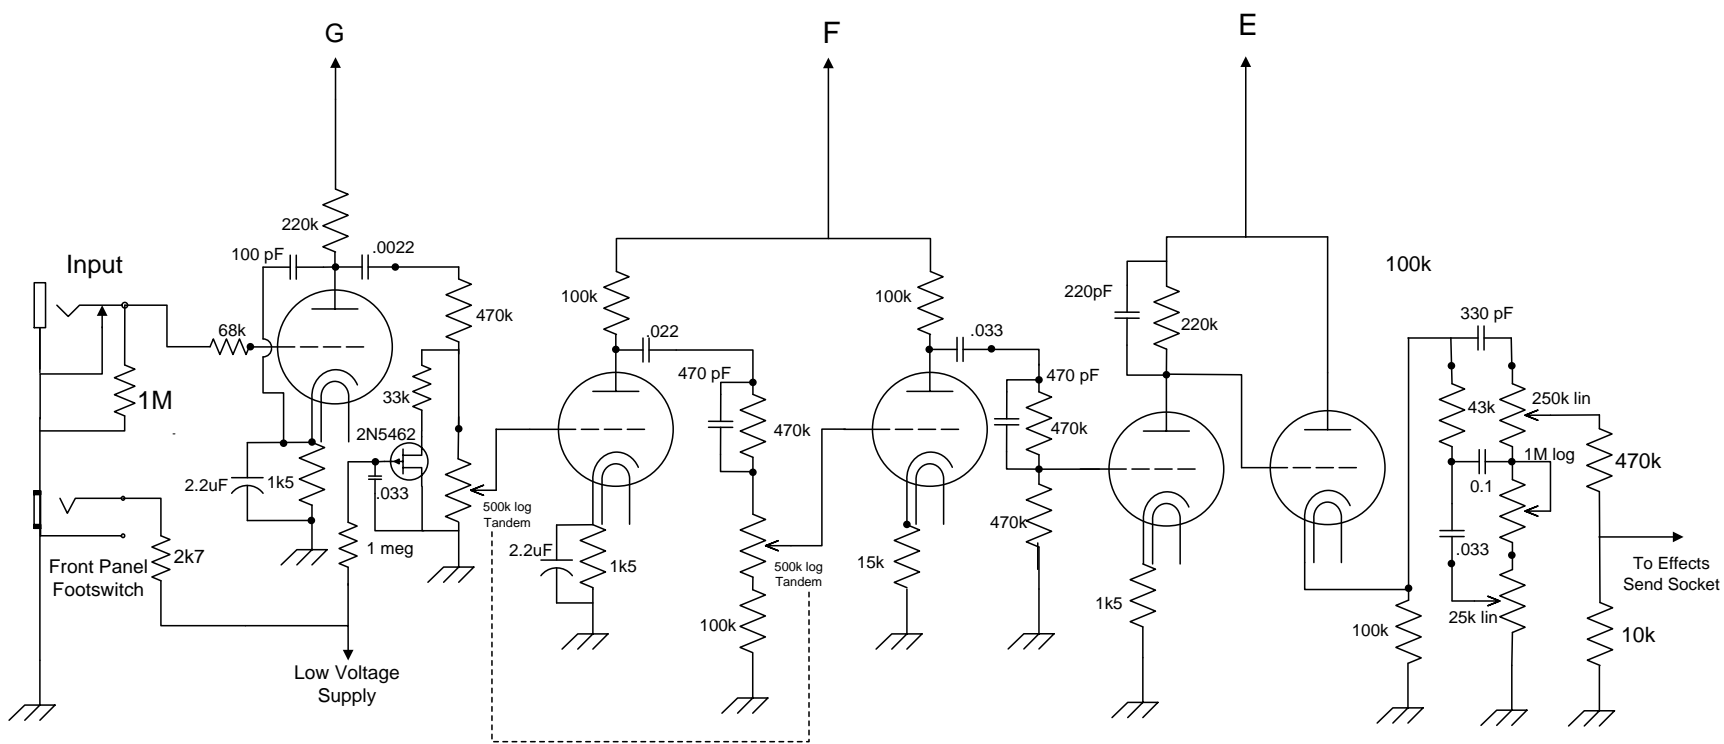 G
F
E
220k
100 pF
.0022
Input
68k
470k
1M
33k
2N5462
2.2uF
1k5
.033
1 meg
Front Panel
Footswitch
2k7
Low Voltage
Supply
500k log
Tandem
100k
.022
470 pF
470k
2.2uF
1k5
500k log
Tandem
100k
100k
.033
470 pF
470k
15k
470k
220pF
220k
1k5
100k
100k
330 pF
43k
250k lin
1M log
0.1
470k
.033
25k lin
To Effects
Send Socket
10k